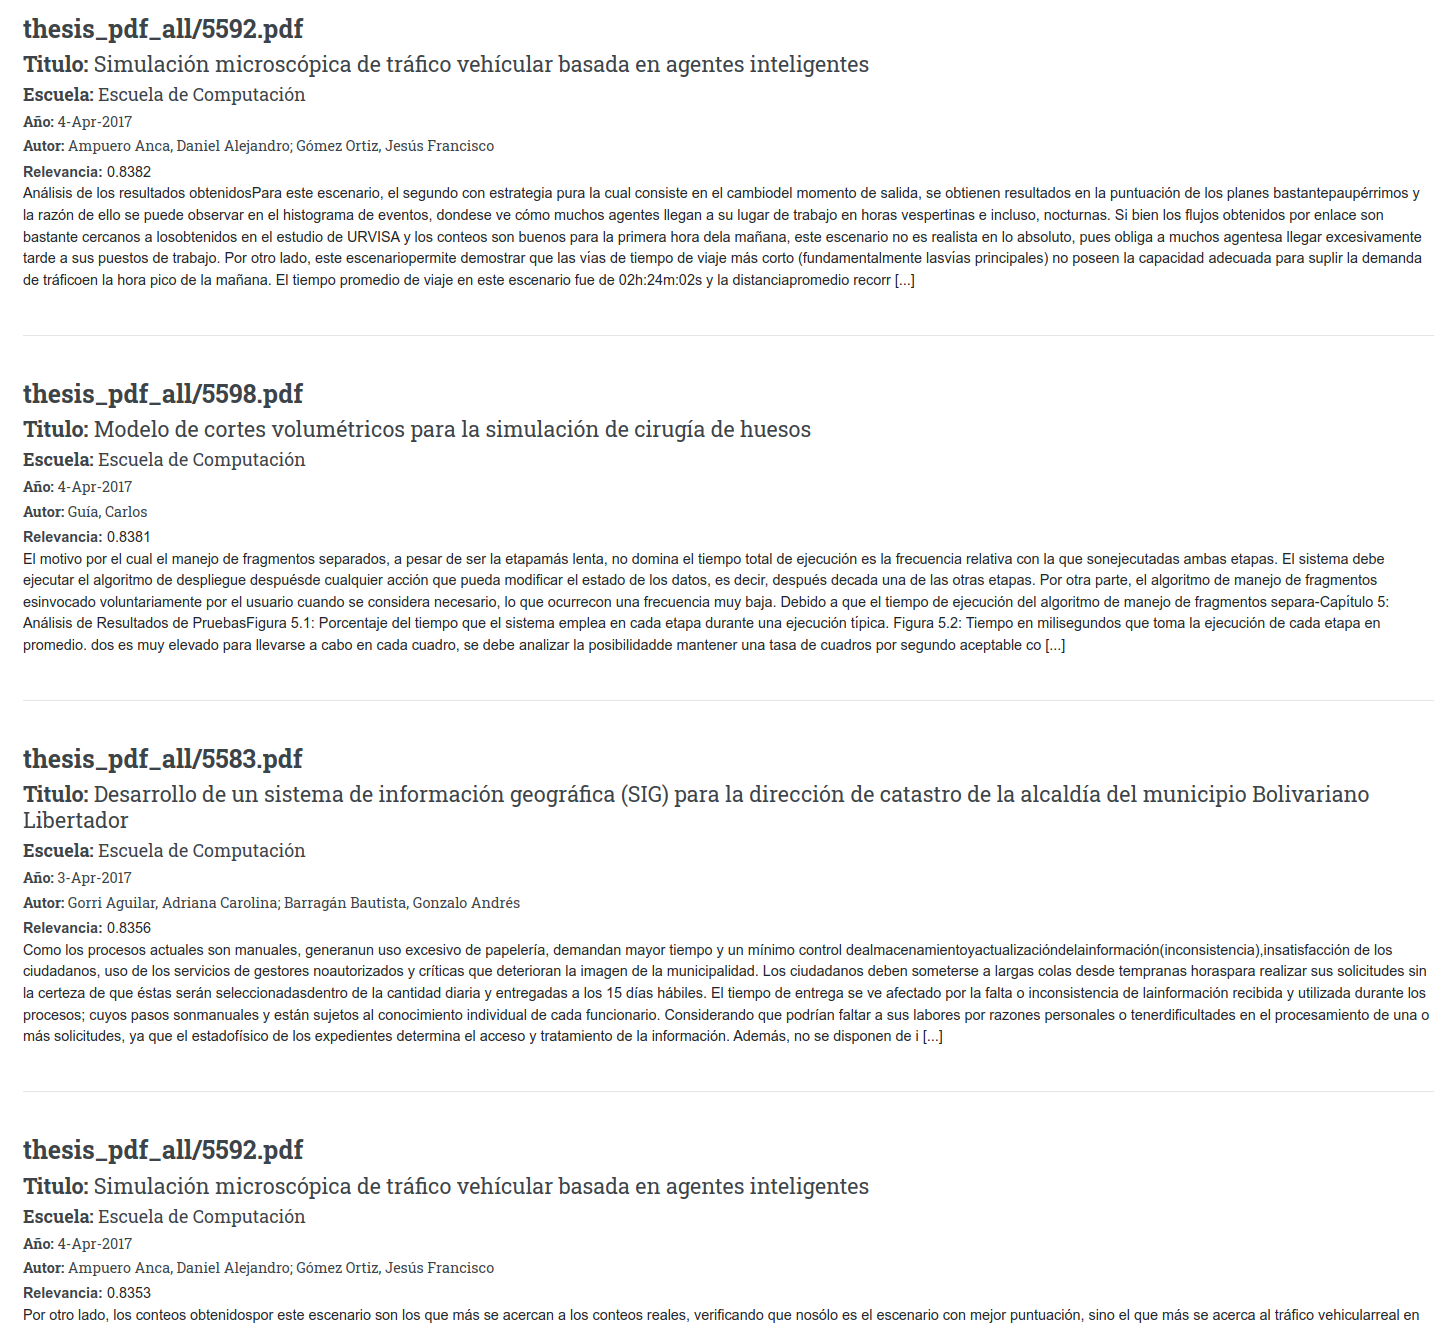 thesis_pdf_all/5592.pdf
Titulo: Simulación microscópica de tráfico vehícular basada en agentes inteligentes
Escuela: Escuela de Computación
Año: 4-Apr-2017
Autor: Ampuero Anca, Daniel Alejandro; Gómez Ortiz, Jesús Francisco
Relevancia: 0.8382
Análisis de los resultados obtenidosPara este escenario, el segundo con estrategia pura la cual consiste en el cambiodel momento de salida, se obtienen resultados en la puntuación de los planes bastantepaupérrimos y
la razón de ello se puede observar en el histograma de eventos, dondese ve cómo muchos agentes llegan a su lugar de trabajo en horas vespertinas e incluso, nocturnas. Si bien los flujos obtenidos por enlace son
bastante cercanos a losobtenidos en el estudio de URVISA y los conteos son buenos para la primera hora dela mañana, este escenario no es realista en lo absoluto, pues obliga a muchos agentesa llegar excesivamente
tarde a sus puestos de trabajo. Por otro lado, este escenariopermite demostrar que las vías de tiempo de viaje más corto (fundamentalmente lasvías principales) no poseen la capacidad adecuada para suplir la demanda
de tráficoen la hora pico de la mañana. El tiempo promedio de viaje en este escenario fue de 02h:24m:02s y la distanciapromedio recorr [...]
thesis_pdf_all/5598.pdf
Titulo: Modelo de cortes volumétricos para la simulación de cirugía de huesos
Escuela: Escuela de Computación
Año: 4-Apr-2017
Autor: Guía, Carlos
Relevancia: 0.8381
El motivo por el cual el manejo de fragmentos separados, a pesar de ser la etapamás lenta, no domina el tiempo total de ejecución es la frecuencia relativa con la que sonejecutadas ambas etapas. El sistema debe
ejecutar el algoritmo de despliegue despuésde cualquier acción que pueda modificar el estado de los datos, es decir, después decada una de las otras etapas. Por otra parte, el algoritmo de manejo de fragmentos
esinvocado voluntariamente por el usuario cuando se considera necesario, lo que ocurrecon una frecuencia muy baja. Debido a que el tiempo de ejecución del algoritmo de manejo de fragmentos separa-Capítulo 5:
Análisis de Resultados de PruebasFigura 5.1: Porcentaje del tiempo que el sistema emplea en cada etapa durante una ejecución típica. Figura 5.2: Tiempo en milisegundos que toma la ejecución de cada etapa en
promedio. dos es muy elevado para llevarse a cabo en cada cuadro, se debe analizar la posibilidadde mantener una tasa de cuadros por segundo aceptable co [...]
thesis_pdf_all/5583.pdf
Titulo: Desarrollo de un sistema de información geográfica (SIG) para la dirección de catastro de la alcaldía del municipio Bolivariano
Libertador
Escuela: Escuela de Computación
Año: 3-Apr-2017
Autor: Gorri Aguilar, Adriana Carolina; Barragán Bautista, Gonzalo Andrés
Relevancia: 0.8356
Como los procesos actuales son manuales, generanun uso excesivo de papelería, demandan mayor tiempo y un mínimo control dealmacenamientoyactualizacióndelainformación(inconsistencia),insatisfacción de los
ciudadanos, uso de los servicios de gestores noautorizados y críticas que deterioran la imagen de la municipalidad. Los ciudadanos deben someterse a largas colas desde tempranas horaspara realizar sus solicitudes sin
la certeza de que éstas serán seleccionadasdentro de la cantidad diaria y entregadas a los 15 días hábiles. El tiempo de entrega se ve afectado por la falta o inconsistencia de lainformación recibida y utilizada durante los
procesos; cuyos pasos sonmanuales y están sujetos al conocimiento individual de cada funcionario. Considerando que podrían faltar a sus labores por razones personales o tenerdificultades en el procesamiento de una o
más solicitudes, ya que el estadofísico de los expedientes determina el acceso y tratamiento de la información. Además, no se disponen de i [...]
thesis_pdf_all/5592.pdf
Titulo: Simulación microscópica de tráfico vehícular basada en agentes inteligentes
Escuela: Escuela de Computación
Año: 4-Apr-2017
Autor: Ampuero Anca, Daniel Alejandro; Gómez Ortiz, Jesús Francisco
Relevancia: 0.8353
Por otro lado, los conteos obtenidospor este escenario son los que más se acercan a los conteos reales, verificando que nosólo es el escenario con mejor puntuación, sino el que más se acerca al tráfico vehicularreal en